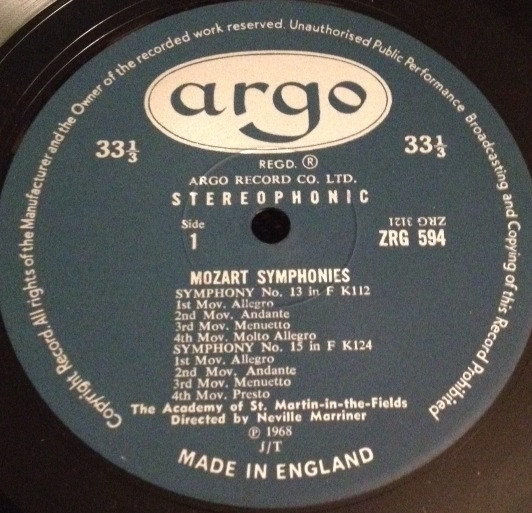 Copyright Record. All rights of the Manufacturer and the Owner of the recorded work reserved. Unauthorised Public Performance Broadcasting and Copying of this Record Prohibited
argo
33⅓
33⅓
REGD. ®
ARGO RECORD CO. LTD.
STEREOPHONIC
Side
1
ZRG 3121
ZRG 594
MOZART SYMPHONIES
SYMPHONY No. 13 in F K112
1st Mov. Allegro
2nd Mov. Andante
3rd Mov. Menuetto
4th Mov. Molto Allegro
SYMPHONY No. 15 in F K124
1st Mov. Allegro
2nd Mov. Andante
3rd Mov. Menuetto
4th Mov. Presto
The Academy of St. Martin-in-the-Fields
Directed by Neville Marriner
℗ 1968
J/T
MADE IN ENGLAND